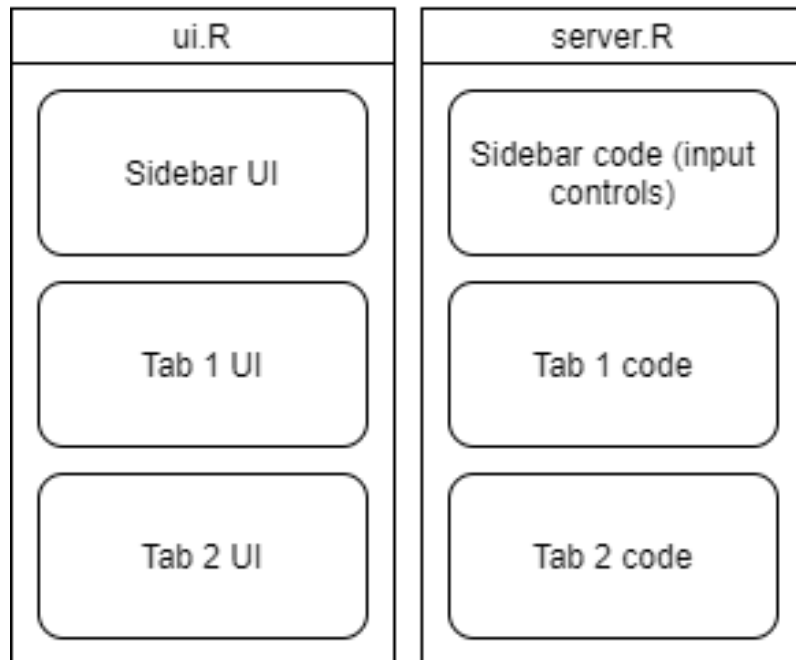 ui.R
Sidebar UI
Tab 1 UI
Tab 2 UI
server.R
Sidebar code (input
controls)
Tab 1 code
Tab 2 code